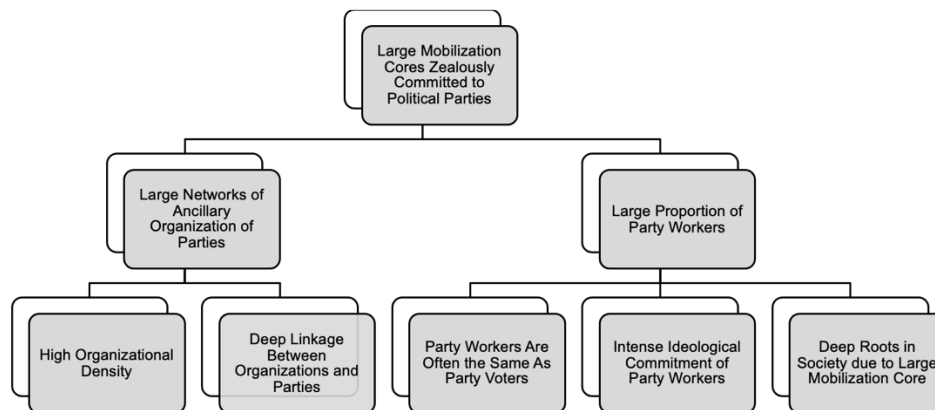 Large Mobilization
Cores Zealously
Committed to
Political Parties
Large Networks of
Ancillary
Organization of
Parties
Large Proportion of
Party Workers
High Organizational
Density
Deep Linkage
Between
Organizations and
Parties
Party Workers Are
Often the Same As
Party Voters
Intense Ideological
Commitment of
Party Workers
Deep Roots in
Society due to Large
Mobilization Core